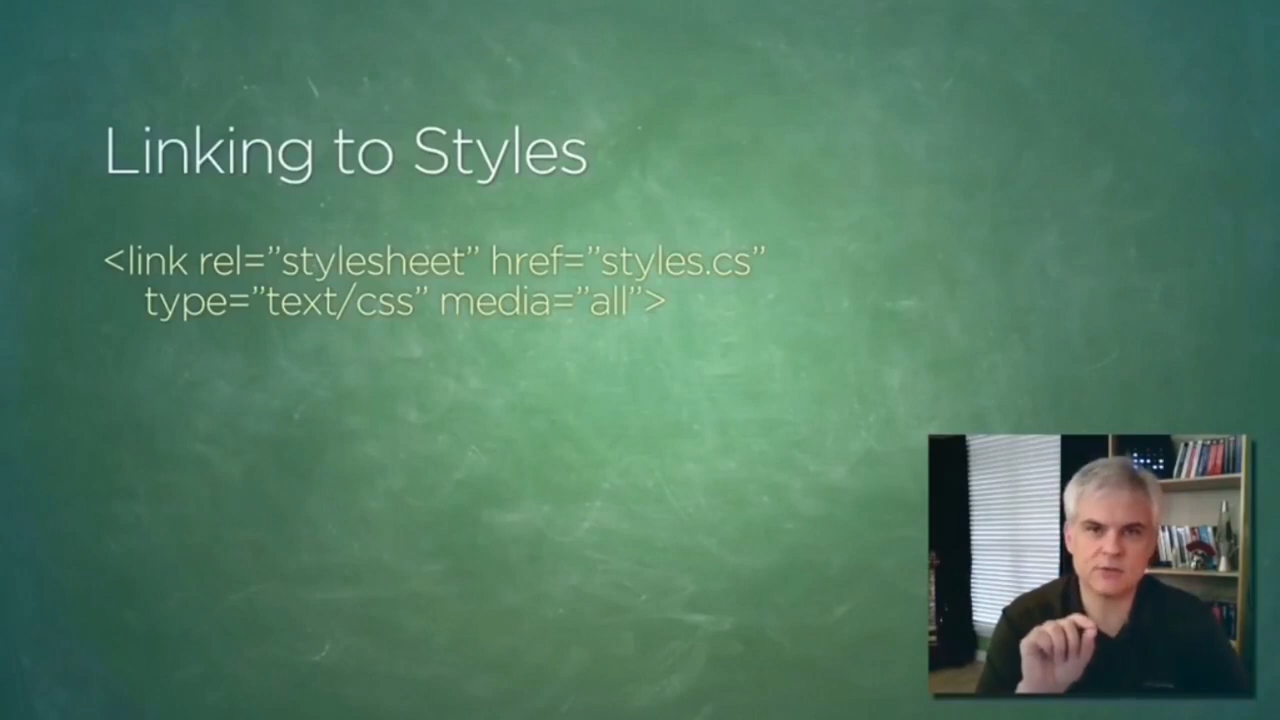 Linking to Styles
<link rel=”stylesheet” href=”styles.cs”
type=”text/css” media=”all”>